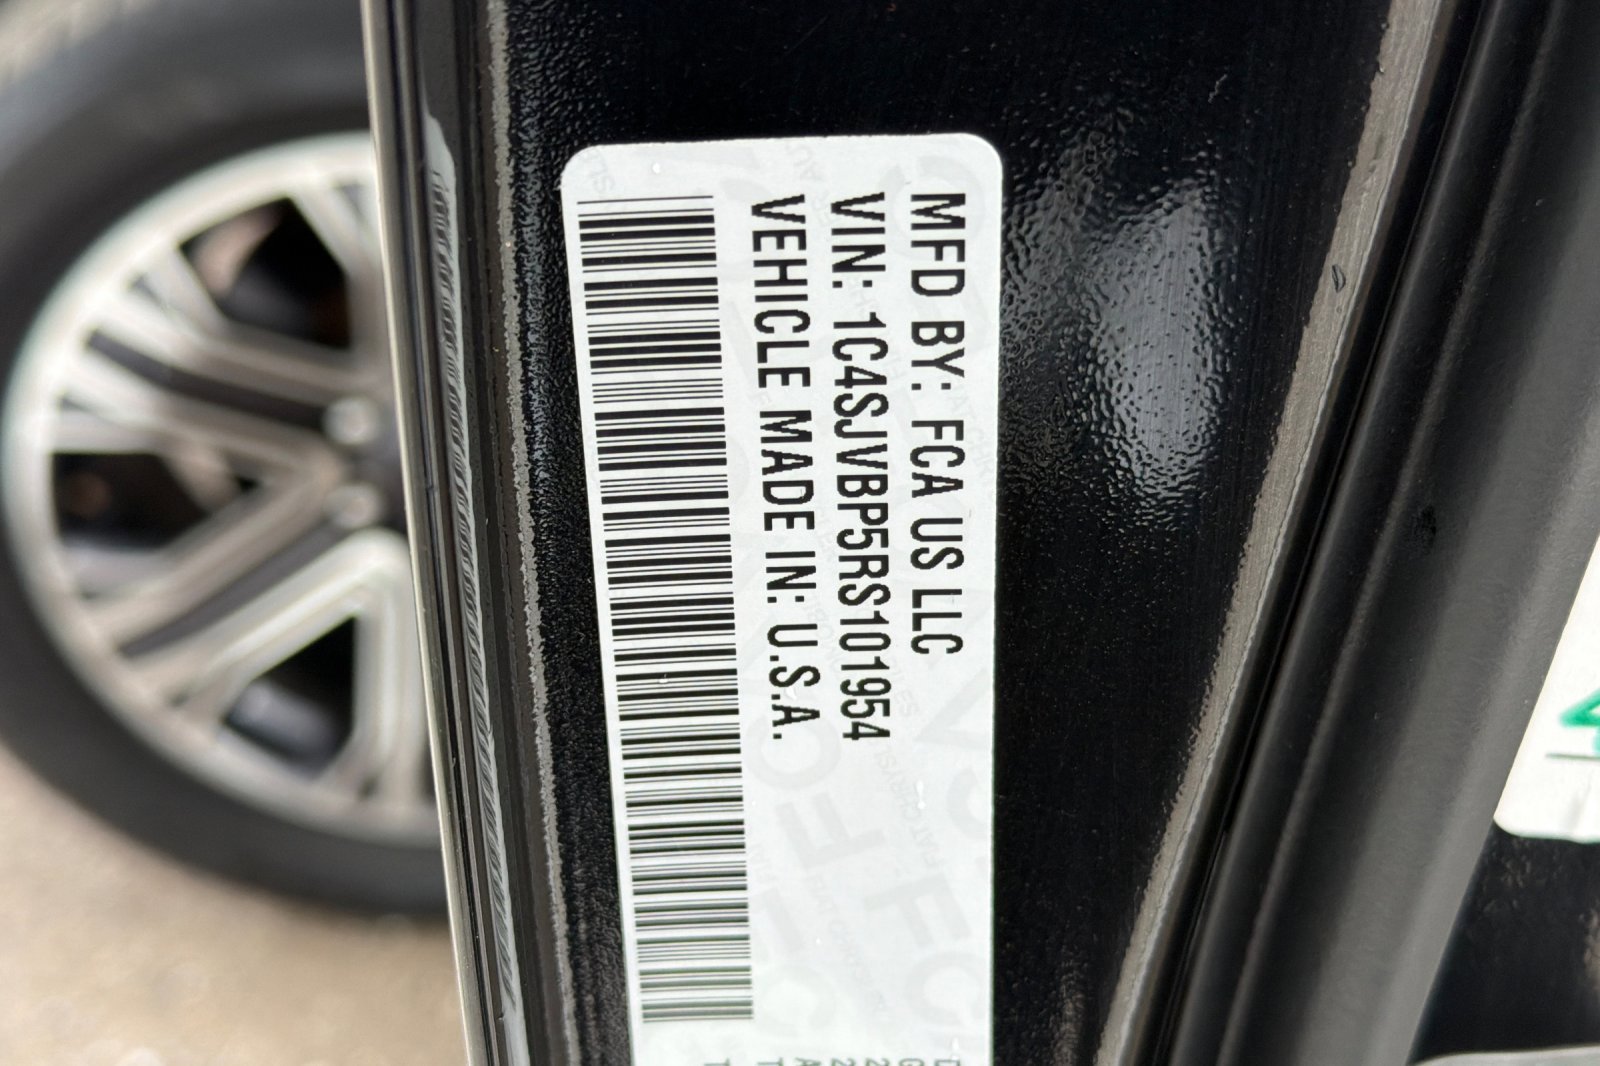 MFD BY: FCA US LLC
VIN: 1C4SJVBP5RS101954
VEHICLE MADE IN: U.S.A.